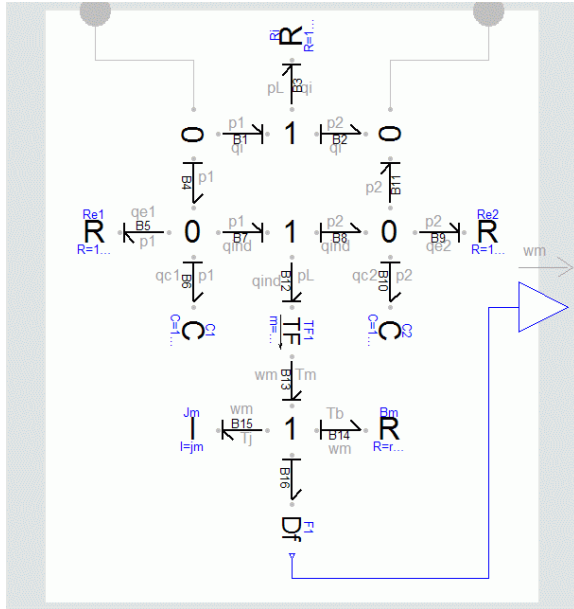 Ri
R
R=1...
B3
pL qi
0
p1
B1
qi
1
p2
B2
qi
0
B4
p1
p2
B11
Re1
R
R=1...
qe1
B5
p1
0
p1
B7
qind
1
p2
B8
qind
0
p2
B9
qe2
Re2
R
R=1...
wm
qc1
B6
p1
qind
B12
pL
qc2
B10
p2
C=1...
C
C1
m=...
TF
TF1
C=1...
C
C2
wm
B13
Tm
Jm
I
I=jm
wm
B15
Tj
1
Tb
B14
wm
Bm
R
R=r...
B16
Df
F1